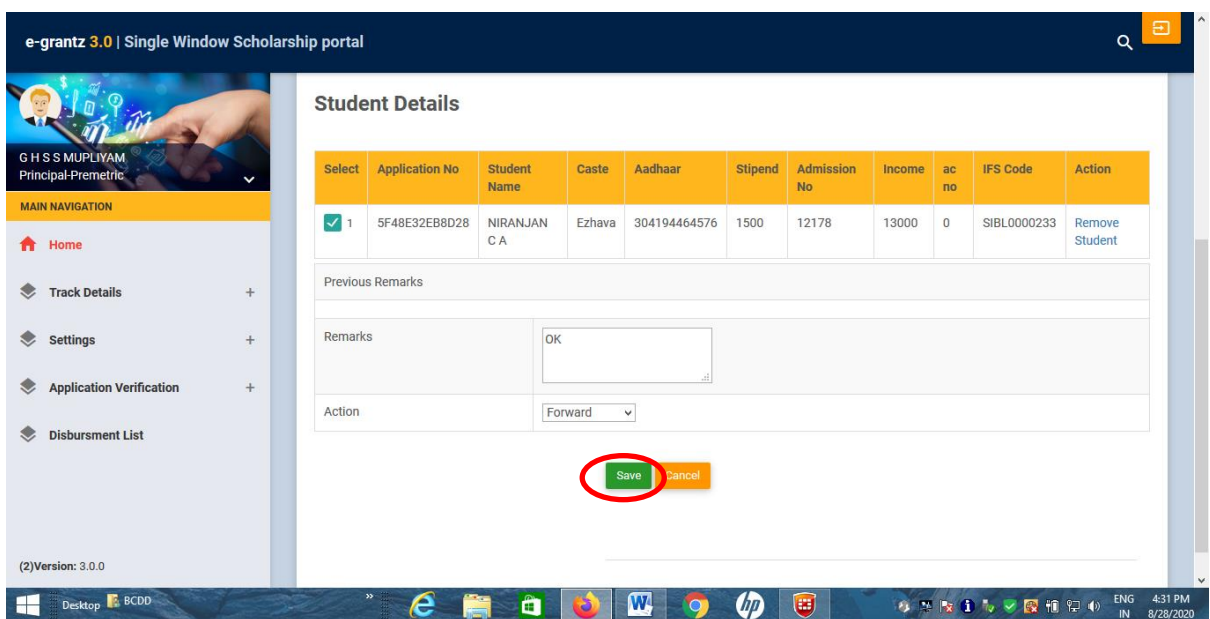 e-grantz 3.0 | Single Window Scholarship portal
G H S S MUPLIYAM
Principal-Premetric
MAIN NAVIGATION
Home
Track Details +
Settings +
Application Verification +
Disbursment List
(2)Version: 3.0.0
Student Details
Select Application No Student Name Caste Aadhaar Stipend Admission No Income ac no IFS Code Action
1 5F48E32EB8D28 NIRANJAN C A Ezhava 304194464576 1500 12178 13000 0 SIBL0000233 Remove Student
Previous Remarks
Remarks OK
Action Forward
Save Cancel
Desktop BCDD » ENG 4:31 PM
IN 8/28/2020